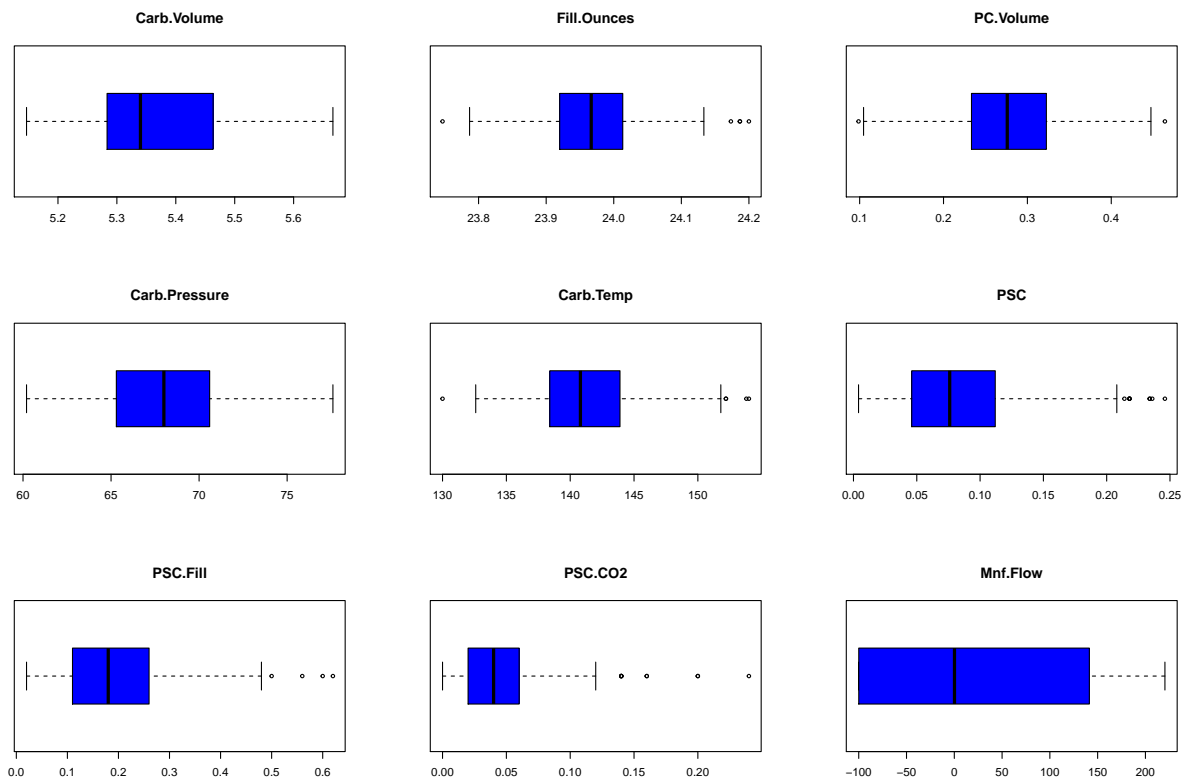 Carb.Volume Fill.Ounces PC.Volume
5.2 5.3 5.4 5.5 5.6 23.8 23.9 24.0 24.1 24.2 0.1 0.2 0.3 0.4
Carb.Pressure Carb.Temp PSC
60 65 70 75 130 135 140 145 150 0.00 0.05 0.10 0.15 0.20 0.25
PSC.Fill PSC.CO2 Mnf.Flow
0.0 0.1 0.2 0.3 0.4 0.5 0.6 0.00 0.05 0.10 0.15 0.20 −100 −50 0 50 100 150 200